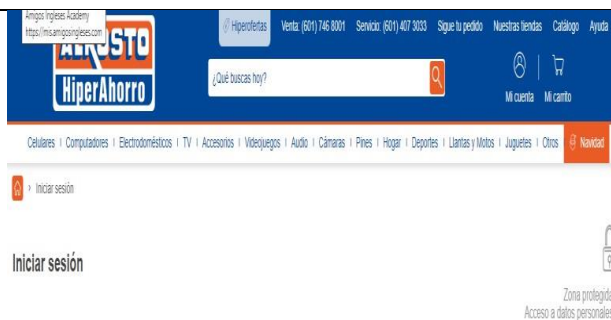 Amigos Ingleses Academy
https://mis.amigosingleses.com
HiperAhorro
Hiperofertas Venta: (601) 746 8001 Servicio: (601) 407 3033 Sigue tu pedido Nuestras tiendas Catálogo Ayuda
¿Qué buscas hoy?
Mi cuenta Mi carrito
Celulares Computadores Electrodomésticos TV Accesorios Videojuegos Audio Cámaras Pines Hogar Deportes Llantas y Motos Juguetes Otros Navidad
› Iniciar sesión
Iniciar sesión
Zona protegida
Acceso a datos personales